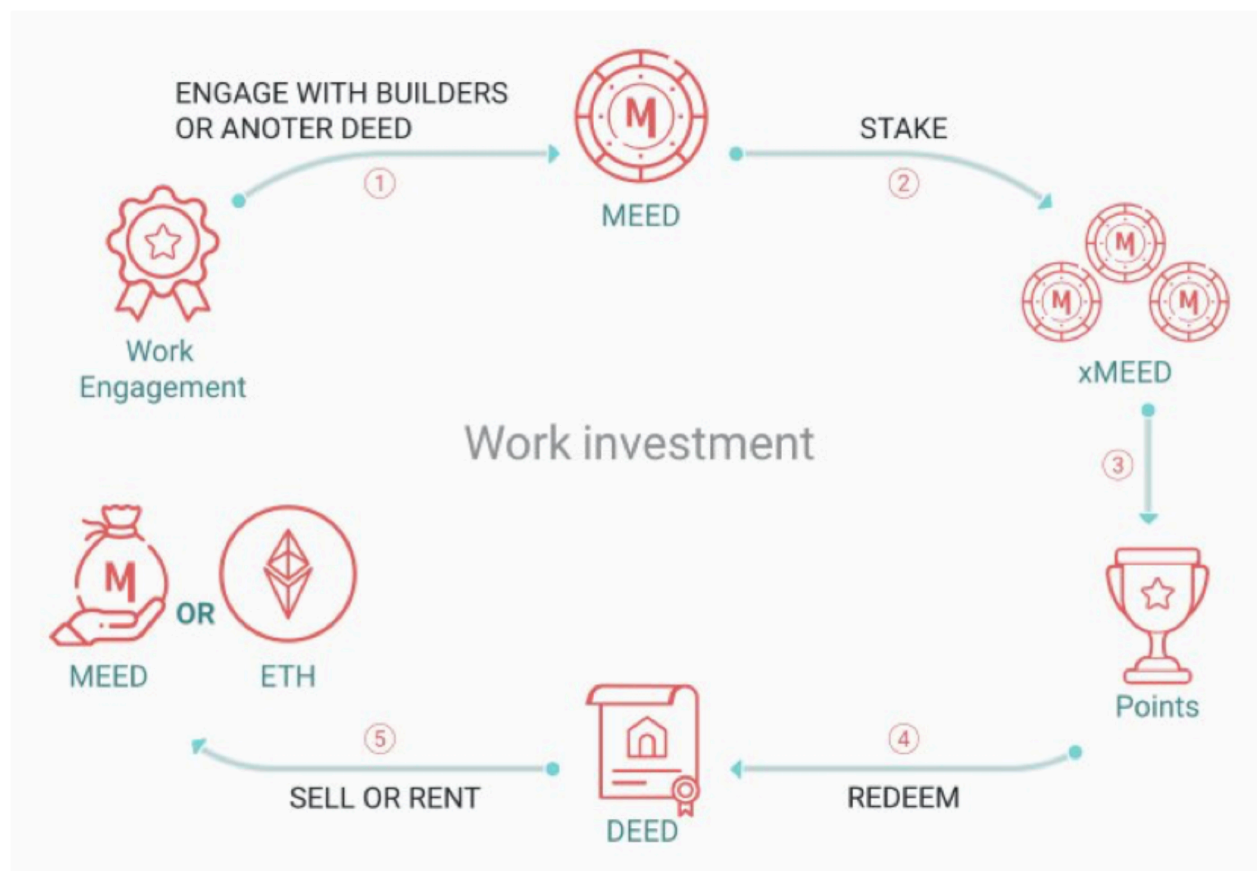 ENGAGE WITH BUILDERS
OR ANOTER DEED
1
M
MEED
STAKE
2
M
M
M
xMEED
Work
Engagement
Work investment
3
M
OR
MEED
ETH
Points
5
SELL OR RENT
DEED
4
REDEEM